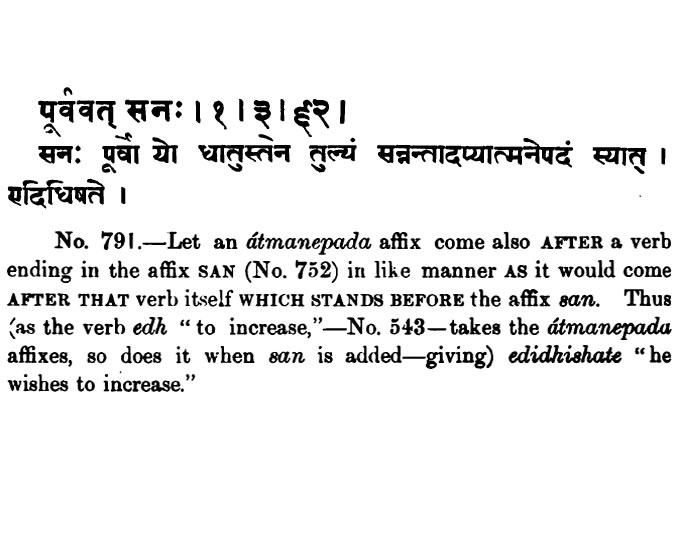 पूर्ववत् सनः । १ । ३ । ६२ ।
सनः पूर्वो यो धातुस्तेन तुल्यं सन्नन्तादप्यात्मनेपदं स्यात् ।
एदिधिषते ।
No. 791.—Let an átmanepada affix come also AFTER a verb
ending in the affix SAN (No. 752) in like manner AS it would come
AFTER THAT verb itself WHICH STANDS BEFORE the affix san. Thus
(as the verb edh “to increase,”—No. 543—takes the átmanepada
affixes, so does it when san is added—giving) edidhishate “he
wishes to increase.”